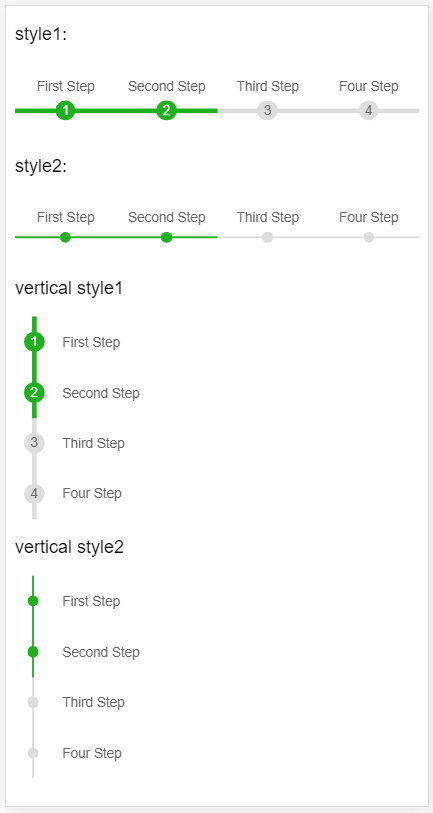 style1:
First Step Second Step Third Step Four Step
1 2 3 4
style2:
First Step Second Step Third Step Four Step
vertical style1
1 First Step
2 Second Step
3 Third Step
4 Four Step
vertical style2
First Step
Second Step
Third Step
Four Step